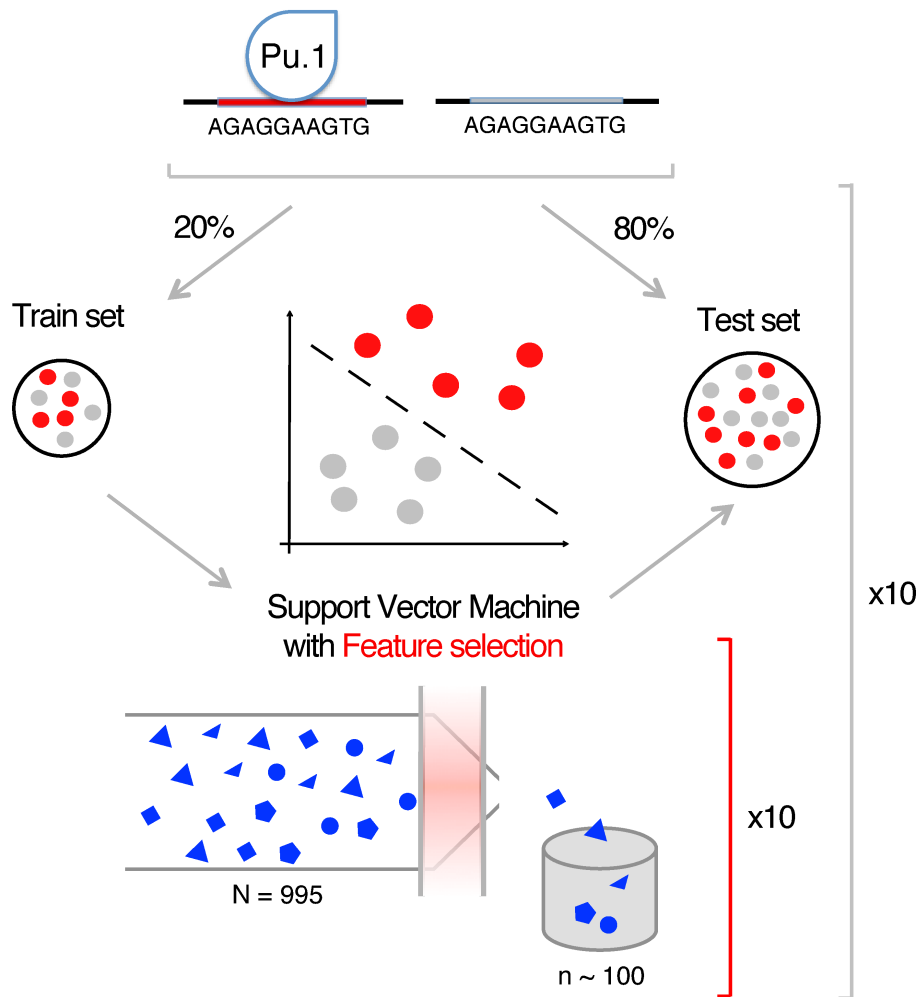 Pu.1
AGAGGAAGTG
AGAGGAAGTG
20%
80%
Train set
Test set
Support Vector Machine
with Feature selection
x10
x10
N = 995
n ~ 100